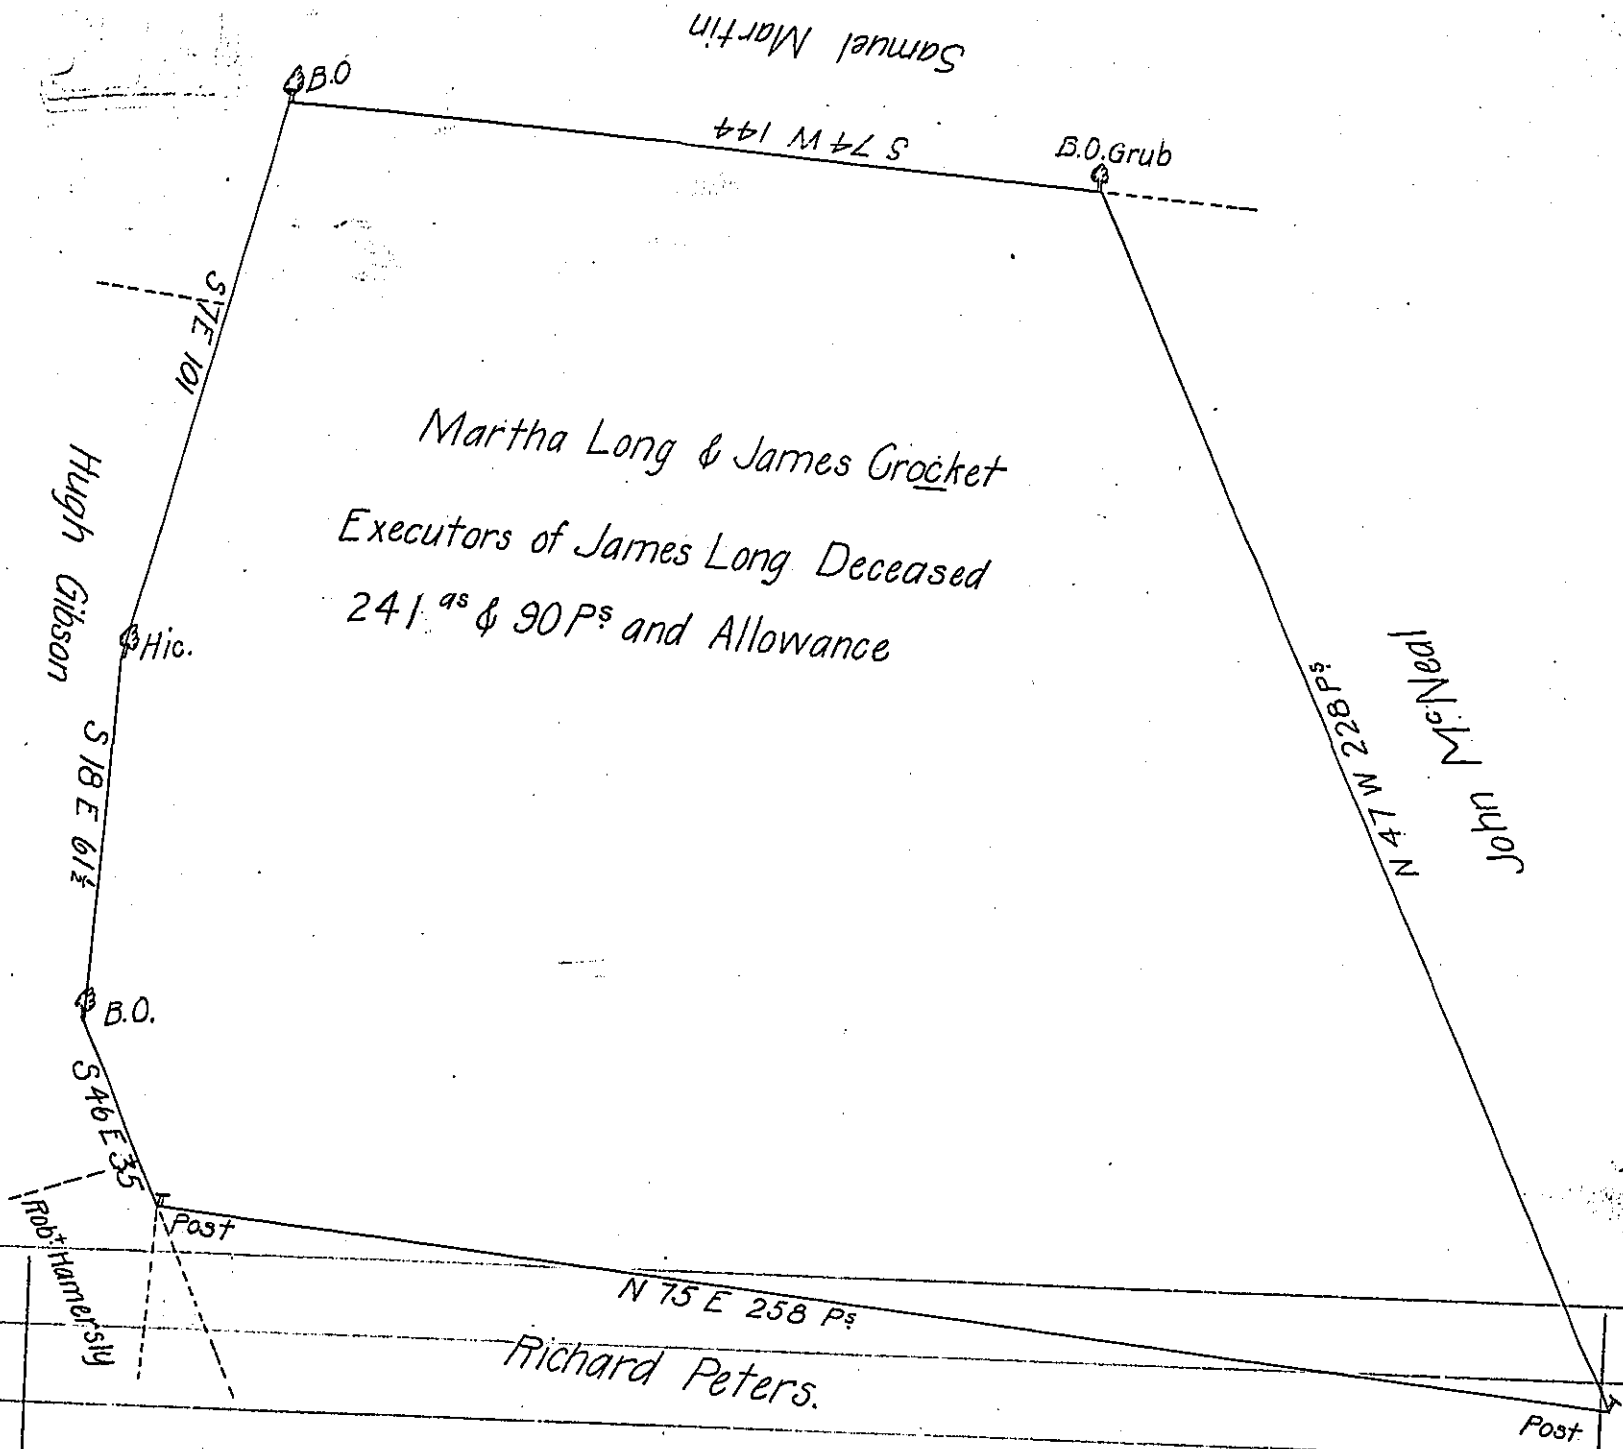 Samuel Martin
B.O
S 74 W 144
B.O. Grub
S 7 E 101
Martha Long & James Crocket
Executors of James Long Deceased
241 as & 90 Ps and Allowance
Hugh Gibson
Hic.
John McNeal
N 47 W 228 Ps
S 18 E 61½
B.O.
S 46 E 35
Post
Robt Hamersly
N 75 E 258 Ps
Richard Peters.
Post